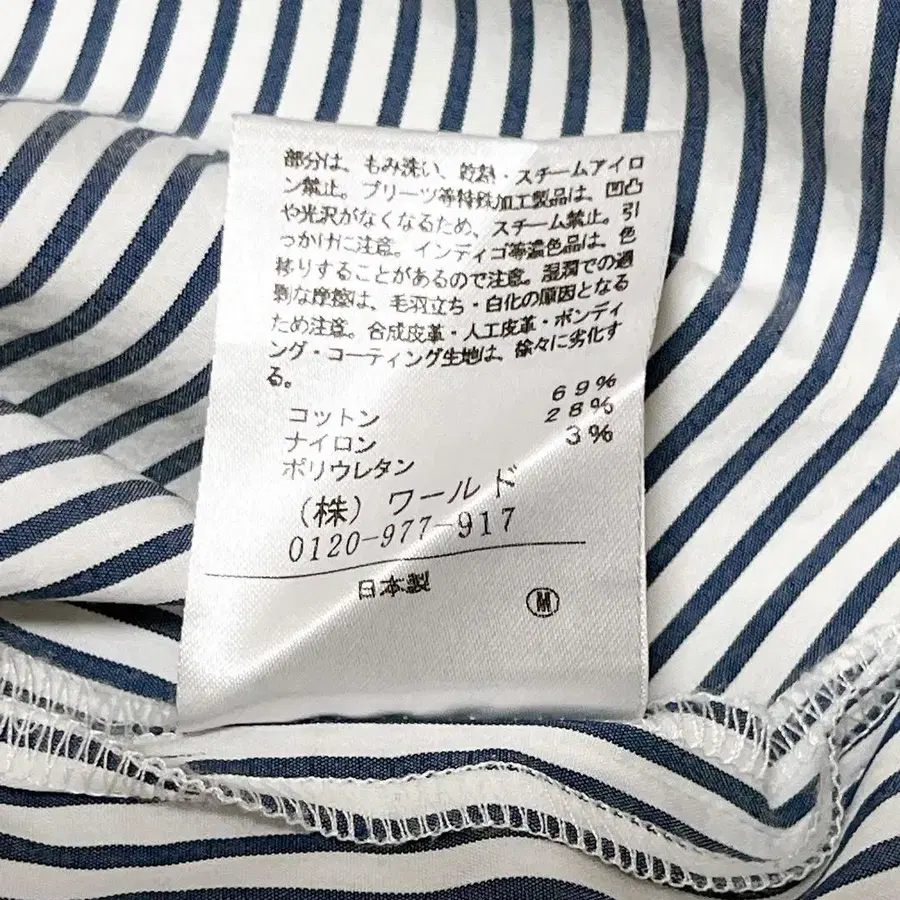 部分は、もみ洗い、乾熱・スチームアイロ
ン禁止。プリーツ等特殊加工製品は、凹凸
や光沢がなくなるため、スチーム禁止。引
っかけに注意。インディゴ等濃色品は、色
移りすることがあるので注意。湿潤での過
剰な摩擦は、毛羽立ち・白化の原因となる
ため注意。合成皮革・人工皮革・ボンディ
ング・コーティング生地は、徐々に劣化す
る。
コットン 69%
ナイロン 28%
ポリウレタン 3%
(株)ワールド
0120-977-917
日本製
M